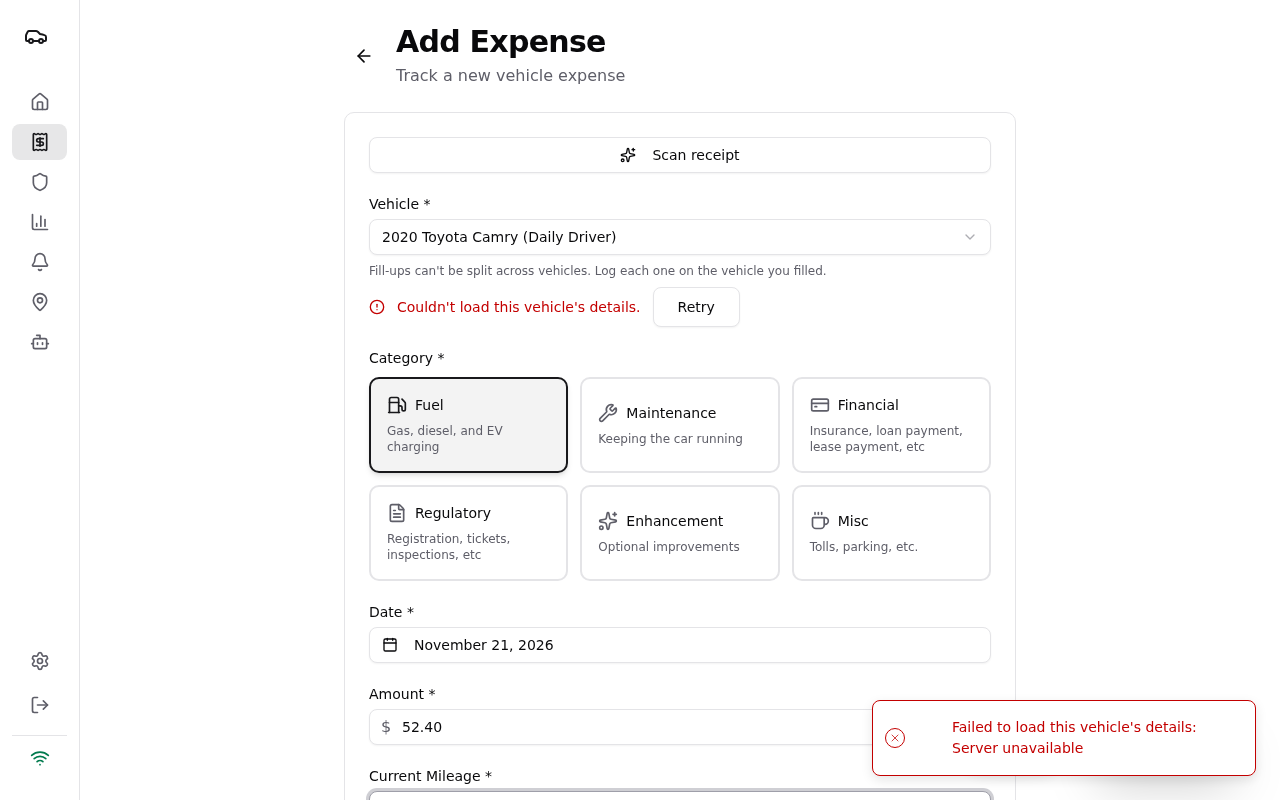 Add Expense
Track a new vehicle expense
Scan receipt
Vehicle *
2020 Toyota Camry (Daily Driver)
Fill-ups can't be split across vehicles. Log each one on the vehicle you filled.
Couldn't load this vehicle's details.
Retry
Category *
Fuel
Gas, diesel, and EV
charging
Maintenance
Keeping the car running
Financial
Insurance, loan payment,
lease payment, etc
Regulatory
Registration, tickets,
inspections, etc
Enhancement
Optional improvements
Misc
Tolls, parking, etc.
Date *
November 21, 2026
Amount *
$ 52.40
Failed to load this vehicle's details:
Server unavailable
Current Mileage *